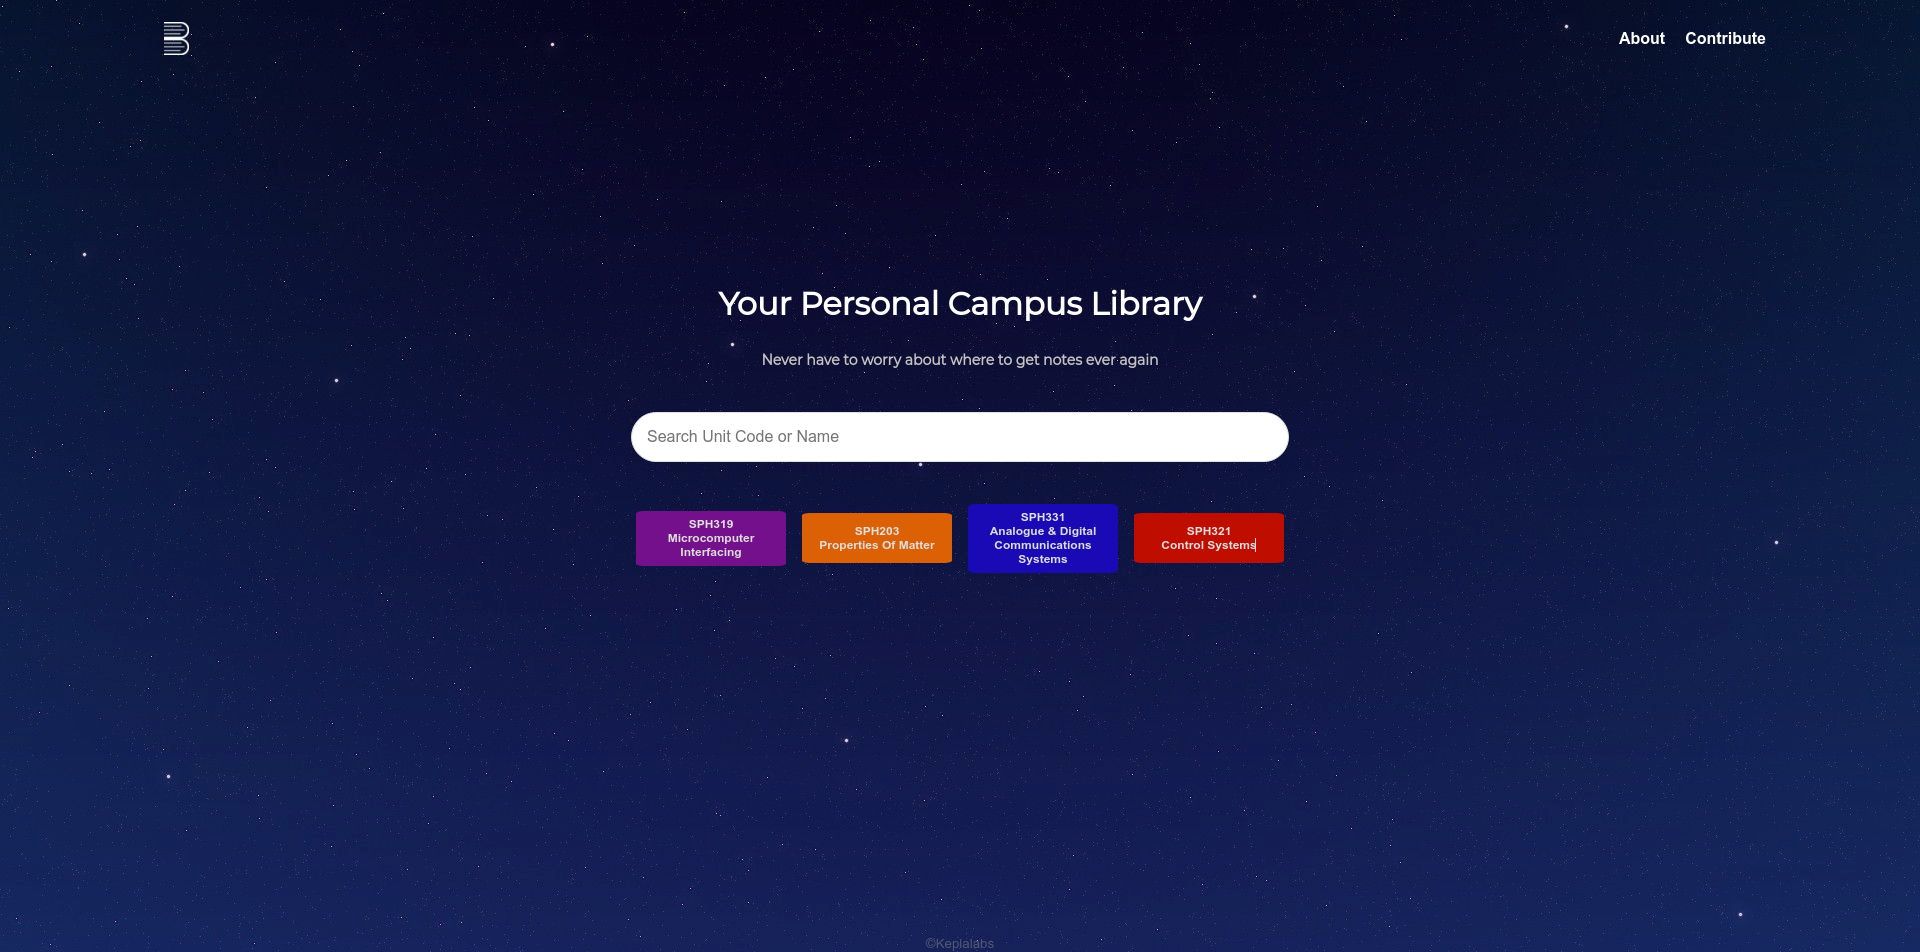 About Contribute
Your Personal Campus Library
Never have to worry about where to get notes ever again
Search Unit Code or Name
SPH319
Microcomputer
Interfacing
SPH203
Properties Of Matter
SPH331
Analogue & Digital
Communications
Systems
SPH321
Control Systems
©Keplalabs